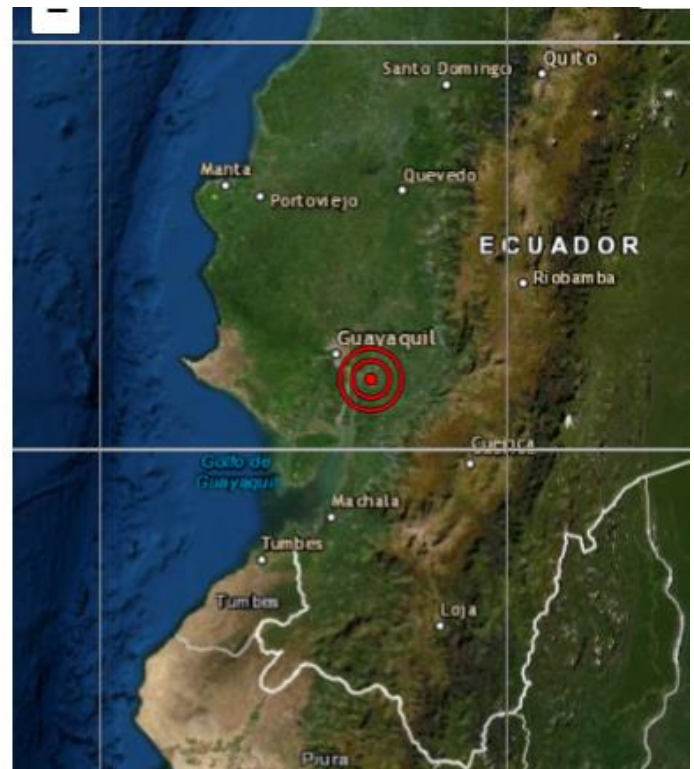 Santo Domingo
Quito
Manta
Portoviejo
Quevedo
ECUADOR
Riobamba
Guayaquil
Cuenca
Golfo de
Guayaquil
Machala
Tumbes
Tumbes
Loja
Piura